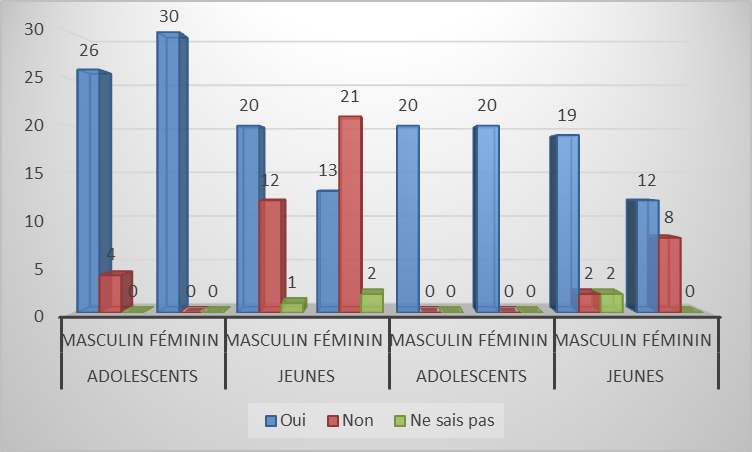 30
25
20
15
10
5
0
26 4 0
30 0 0
20 12 1
13 21 2
20 0 0
20 0 0
19 2 2
12 8 0
MASCULIN FÉMININ MASCULIN FÉMININ MASCULIN FÉMININ MASCULIN FÉMININ
ADOLESCENTS JEUNES ADOLESCENTS JEUNES
Oui Non Ne sais pas